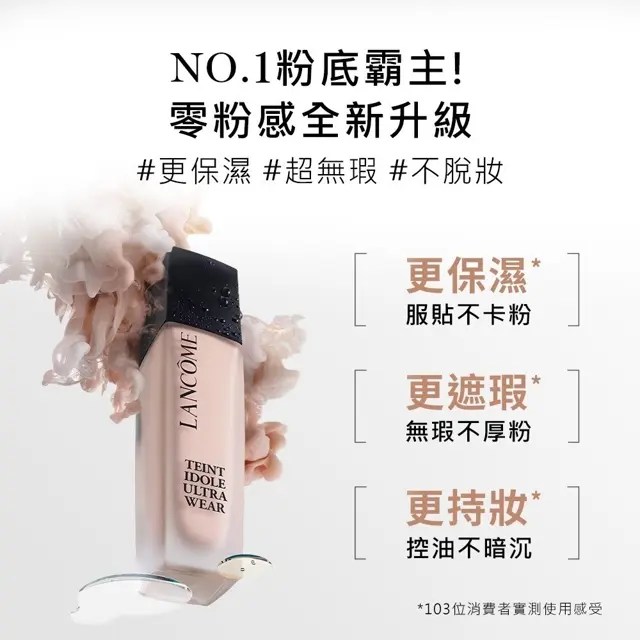 NO.1粉底霸主!
零粉感全新升級
#更保濕 #超無瑕 #不脫妝
更保濕*
服貼不卡粉
更遮瑕*
無瑕不厚粉
更持妝*
控油不暗沉
LANCÔME
TEINT
IDOLE
ULTRA
WEAR
*103位消費者實測使用感受